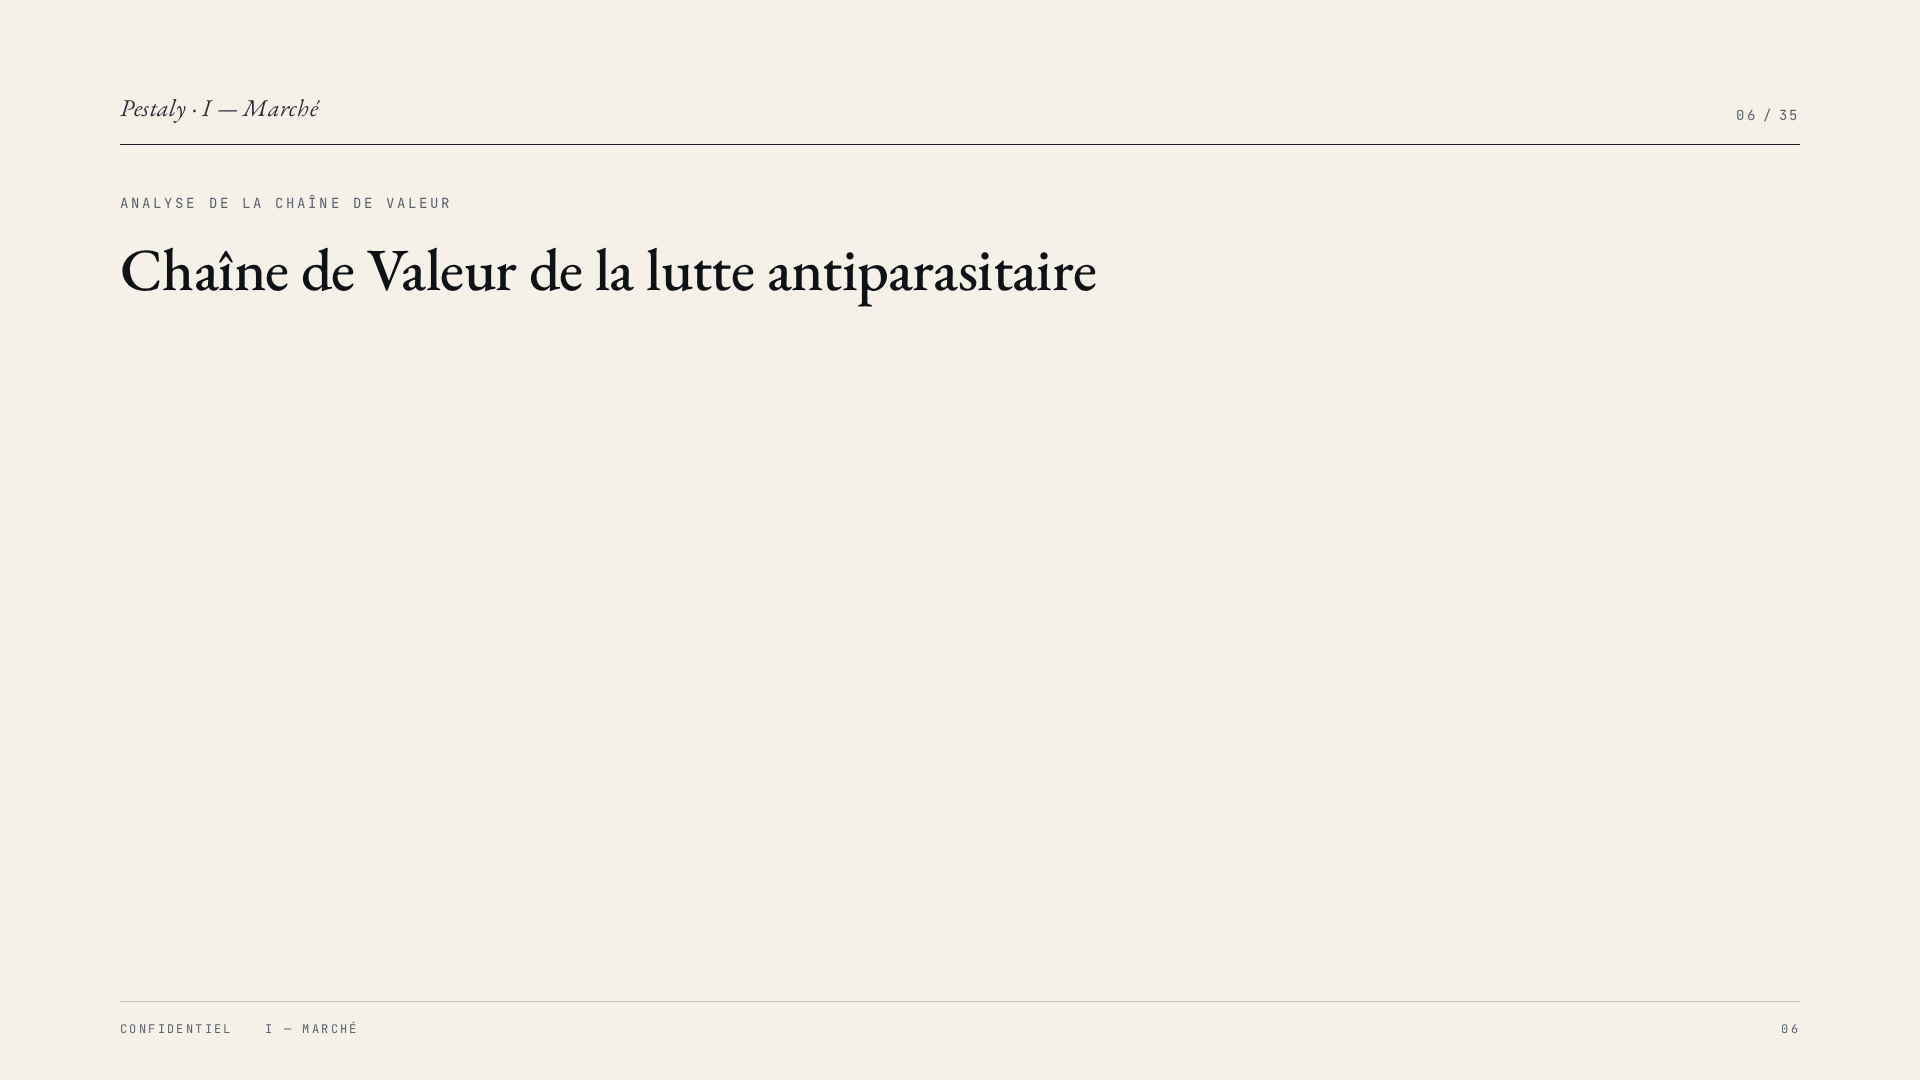 Pestaly · I — Marché
06 / 35
ANALYSE DE LA CHAÎNE DE VALEUR
Chaîne de Valeur de la lutte antiparasitaire
CONFIDENTIEL I — MARCHÉ
06